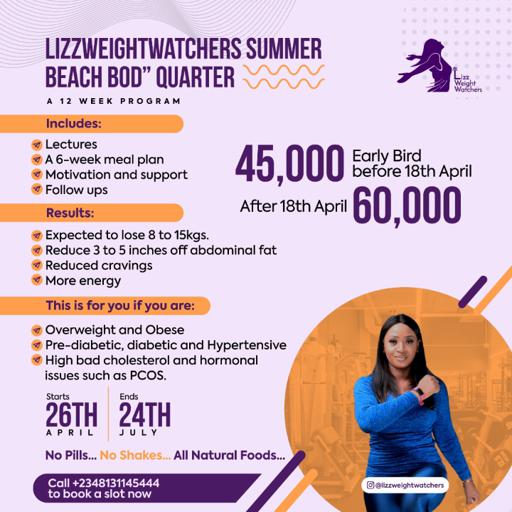 LIZZWEIGHTWATCHERS SUMMER
BEACH BOD” QUARTER
A 12 WEEK PROGRAM
Lizz
Weight
Watchers
Includes:
Lectures
A 6-week meal plan
Motivation and support
Follow ups
45,000 Early Bird
before 18th April
After 18th April 60,000
Results:
Expected to lose 8 to 15kgs.
Reduce 3 to 5 inches off abdominal fat
Reduced cravings
More energy
This is for you if you are:
Overweight and Obese
Pre-diabetic, diabetic and Hypertensive
High bad cholesterol and hormonal
issues such as PCOS.
Starts
26TH
APRIL
Ends
24TH
JULY
No Pills... No Shakes... All Natural Foods...
Call +2348131145444
to book a slot now
@lizzweightwatchers